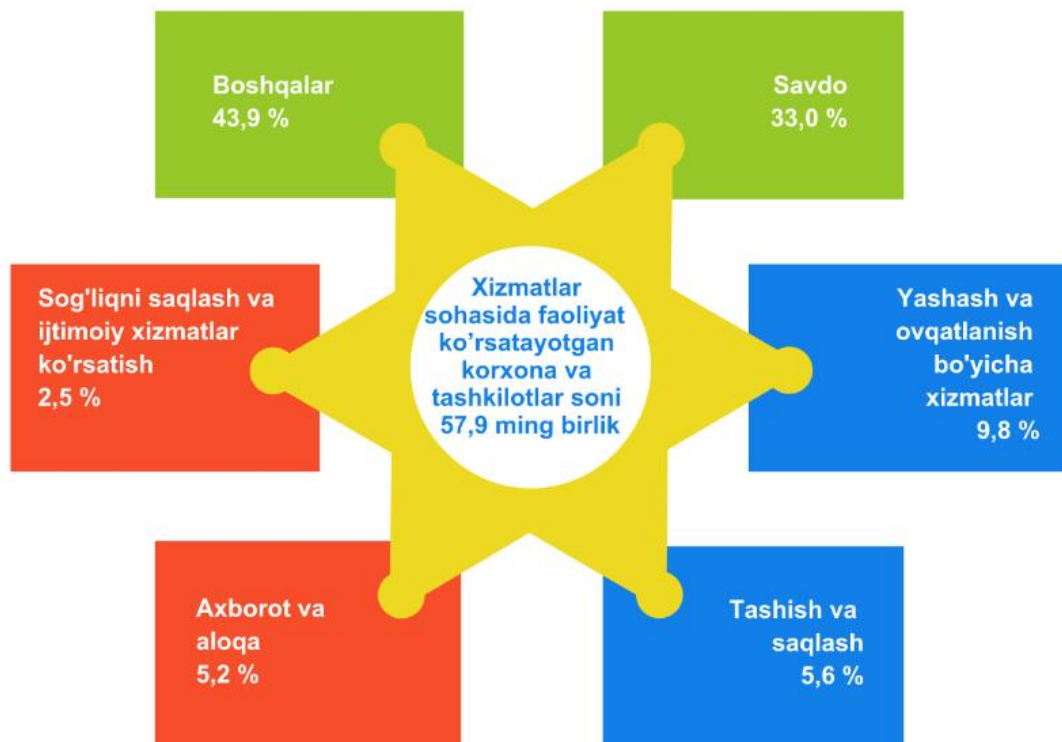 Boshqalar
43,9 %
Savdo
33,0 %
Sog'liqni saqlash va
ijtimoiy xizmatlar
ko'rsatish
2,5 %
Xizmatlar
sohasida faoliyat
ko’rsatayotgan
korxona va
tashkilotlar soni
57,9 ming birlik
Yashash va
ovqatlanish
bo'yicha
xizmatlar
9,8 %
Axborot va
aloqa
5,2 %
Tashish va
saqlash
5,6 %